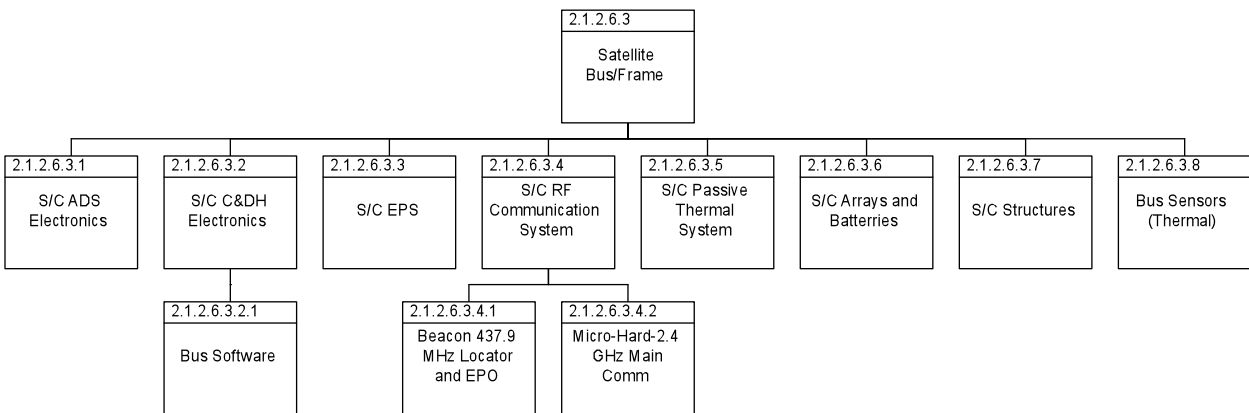 2.1.2.6.3
Satellite
Bus/Frame
2.1.2.6.3.1
S/C ADS
Electronics
2.1.2.6.3.2
S/C C&DH
Electronics
2.1.2.6.3.3
S/C EPS
2.1.2.6.3.4
S/C RF
Communication
System
2.1.2.6.3.5
S/C Passive
Thermal
System
2.1.2.6.3.6
S/C Arrays and
Batteries
2.1.2.6.3.7
S/C Structures
2.1.2.6.3.8
Bus Sensors
(Thermal)
2.1.2.6.3.2.1
Bus Software
2.1.2.6.3.4.1
Beacon 437.9
MHz Locator
and EPO
2.1.2.6.3.4.2
Micro-Hard-2.4
GHz Main
Comm